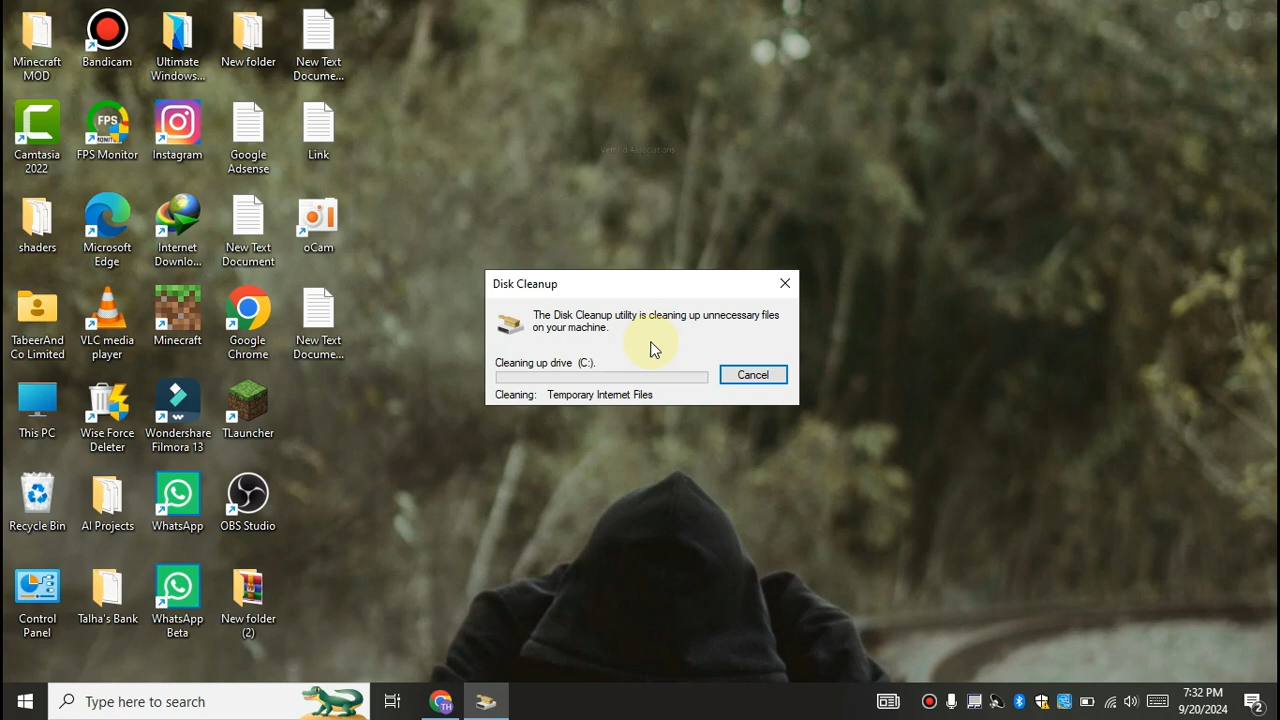 Minecraft
MOD
Bandicam
Ultimate
Windows...
New folder
New Text
Docume...
Camtasia
2022
FPS
MONITOR
FPS Monitor
Instagram
Google
Adsense
Link
shaders
Microsoft
Edge
Internet
Downlo...
New Text
Document
oCam
TabeerAnd
Co Limited
VLC media
player
Minecraft
Google
Chrome
New Text
Docume...
This PC
Wise Force
Deleter
Wondershare
Filmora 13
TLauncher
Recycle Bin
AI Projects
WhatsApp
OBS Studio
Control
Panel
Talha's Bank
WhatsApp
Beta
New folder
(2)
Disk Cleanup
The Disk Cleanup utility is cleaning up unnecessary files
on your machine.
Cleaning up drive (C:).
Cancel
Cleaning: Temporary Internet Files
Type here to search
TH
7:32 PM
9/20/2024
2